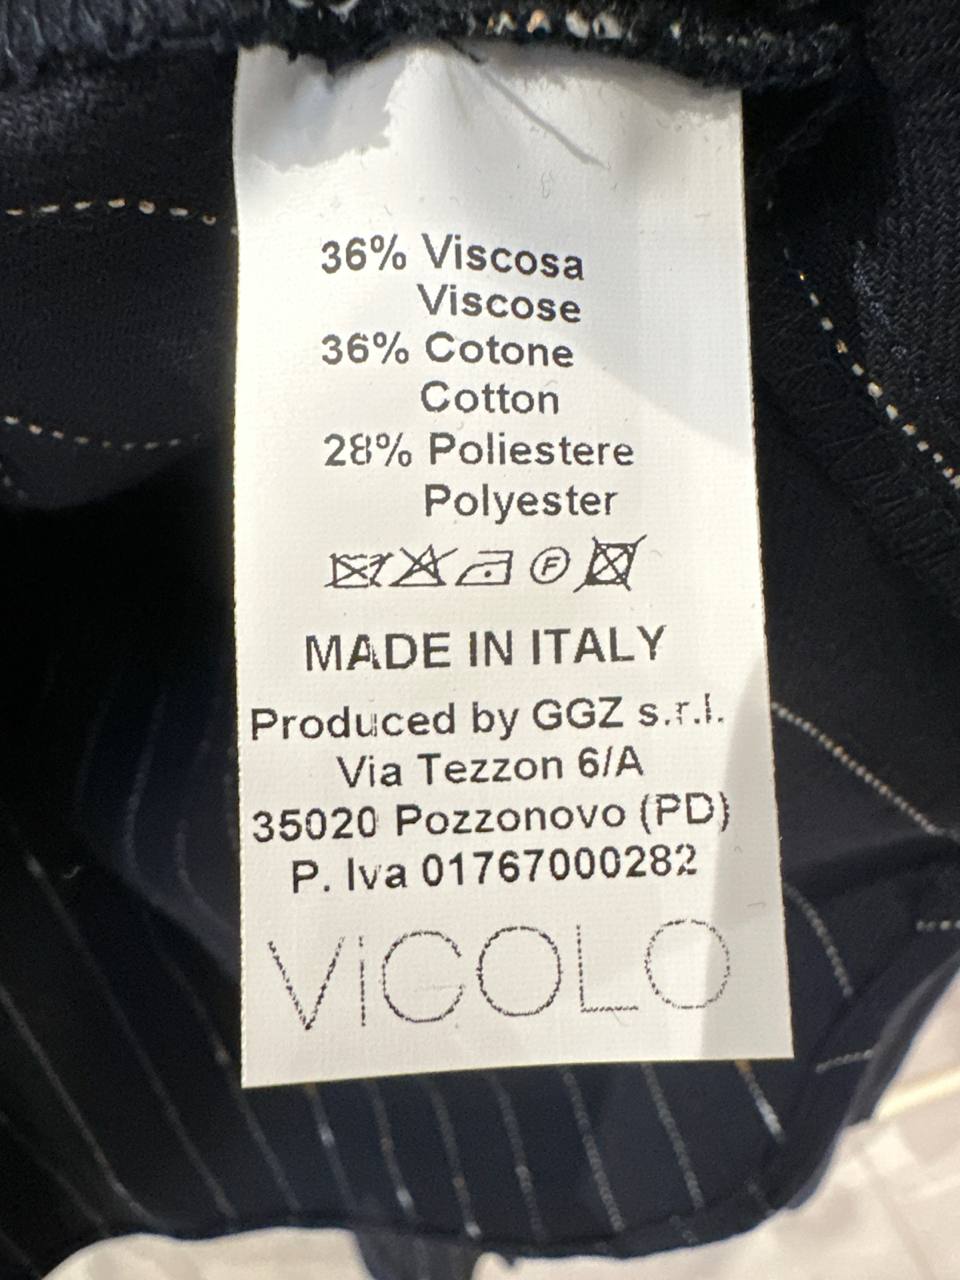 36% Viscosa
Viscose
36% Cotone
Cotton
28% Poliestere
Polyester
F
MADE IN ITALY
Produced by GGZ s.r.l.
Via Tezzon 6/A
35020 Pozzonovo (PD)
P. Iva 01767000282
ViCOLO